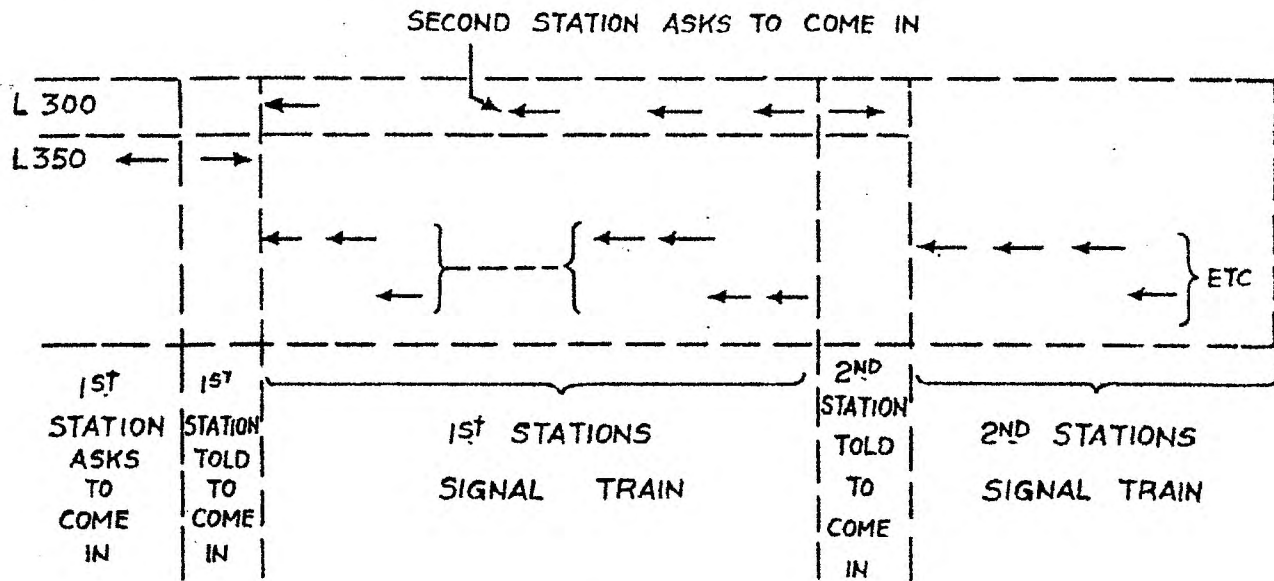 SECOND STATION ASKS TO COME IN
L 300
L350
ETC
1ST
STATION
ASKS
TO
COME
IN
1ST
STATION
TOLD
TO
COME
IN
1ST STATIONS
SIGNAL TRAIN
2ND
STATION
TOLD
TO
COME
IN
2ND STATIONS
SIGNAL TRAIN